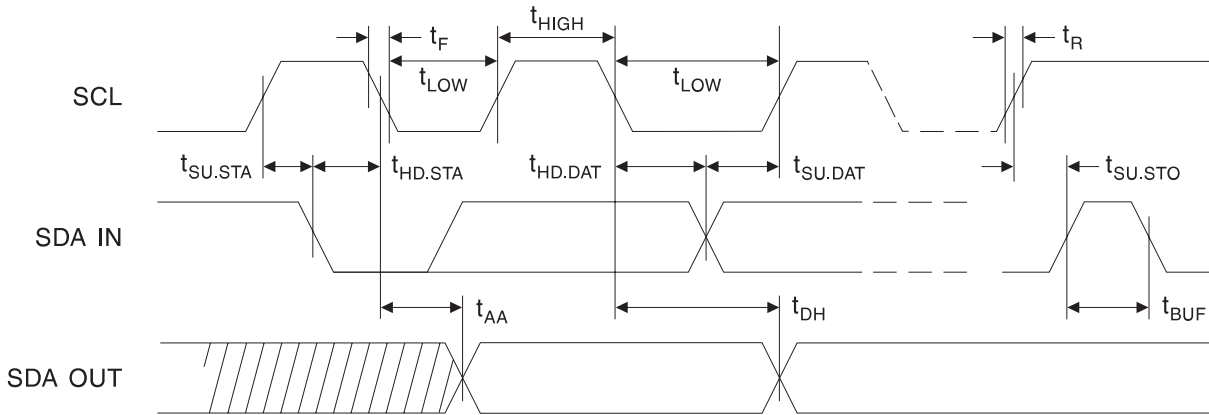 tHIGH
tF
tR
tLOW
tLOW
SCL
tSU.STA
tHD.STA
tHD.DAT
tSU.DAT
tSU.STO
SDA IN
tAA
tDH
tBUF
SDA OUT